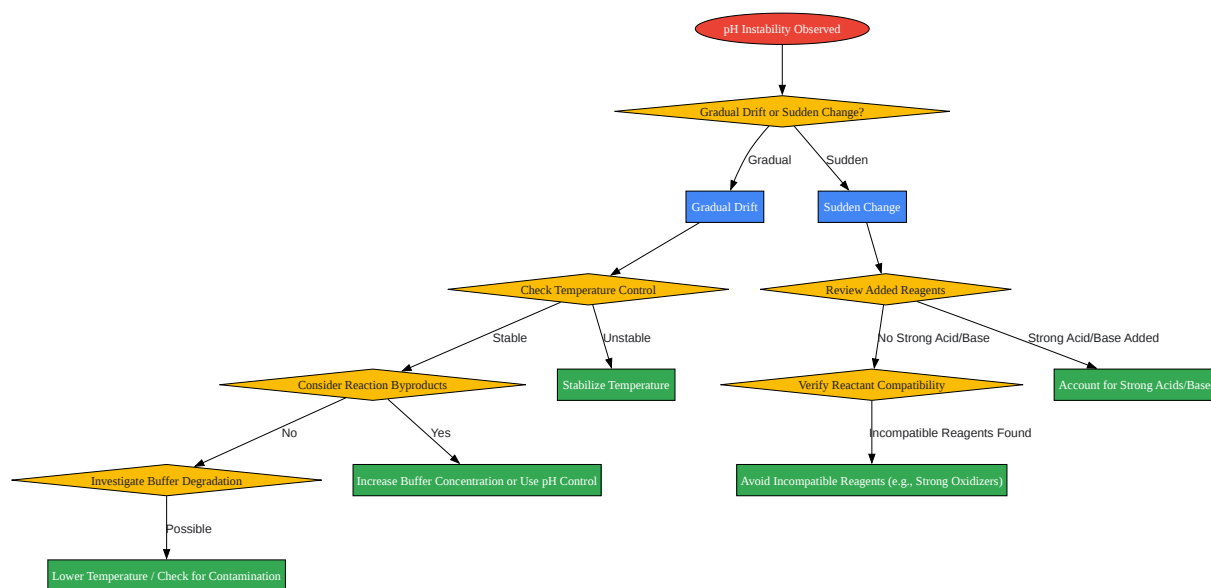 pH Instability Observed
Gradual Drift or Sudden Change?
Gradual
Sudden
Gradual Drift
Sudden Change
Check Temperature Control
Review Added Reagents
Stable
Unstable
No Strong Acid/Base
Strong Acid/Base Added
Consider Reaction Byproducts
Stabilize Temperature
Verify Reactant Compatibility
Account for Strong Acids/Base
No
Yes
Incompatible Reagents Found
Investigate Buffer Degradation
Increase Buffer Concentration or Use pH Control
Avoid Incompatible Reagents (e.g., Strong Oxidizers)
Possible
Lower Temperature / Check for Contamination